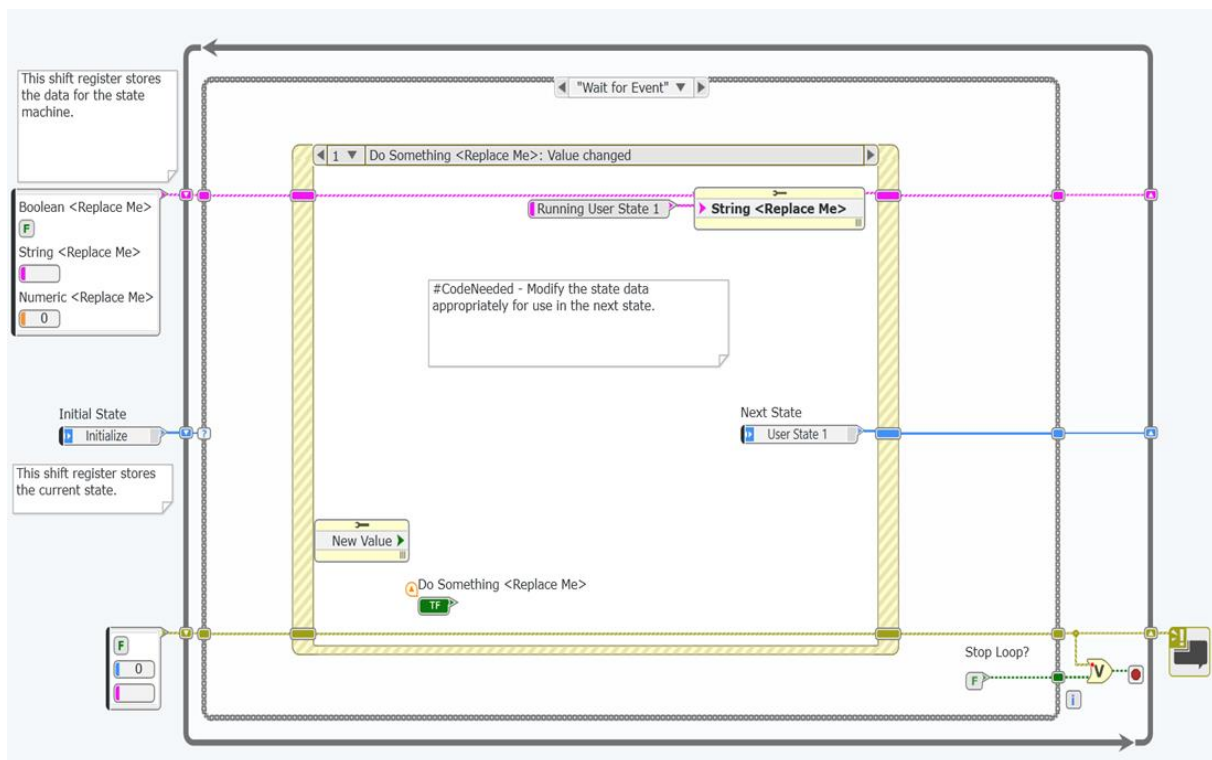 This shift register stores
the data for the state
machine.
"Wait for Event"
1 Do Something <Replace Me>: Value changed
Boolean <Replace Me>
F
String <Replace Me>
Numeric <Replace Me>
0
Running User State 1
String <Replace Me>
#CodeNeeded - Modify the state data
appropriately for use in the next state.
Initial State
Initialize
?
Next State
User State 1
This shift register stores
the current state.
New Value
Do Something <Replace Me>
TF
F
0
Stop Loop?
F
V
i